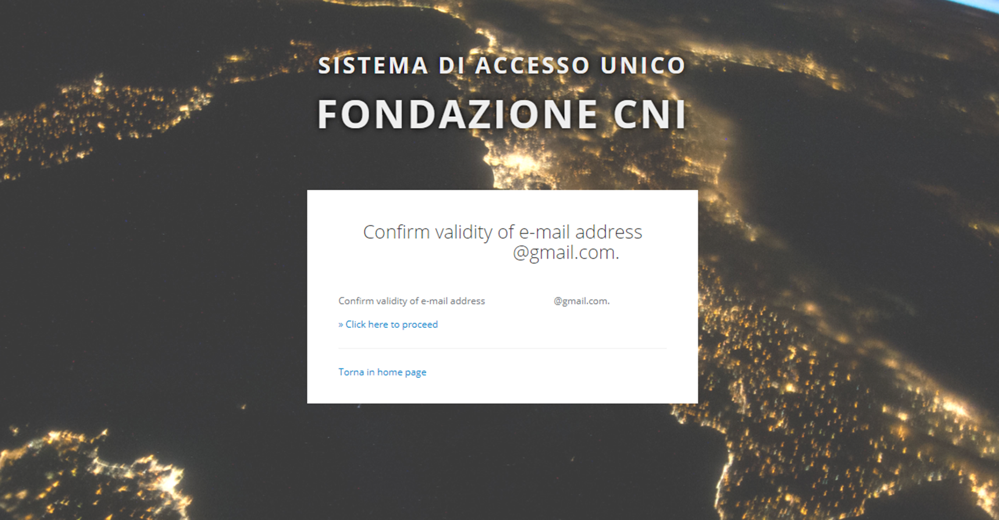 SISTEMA DI ACCESSO UNICO
FONDAZIONE CNI
Confirm validity of e-mail address
@gmail.com.
Confirm validity of e-mail address @gmail.com.
» Click here to proceed
Torna in home page